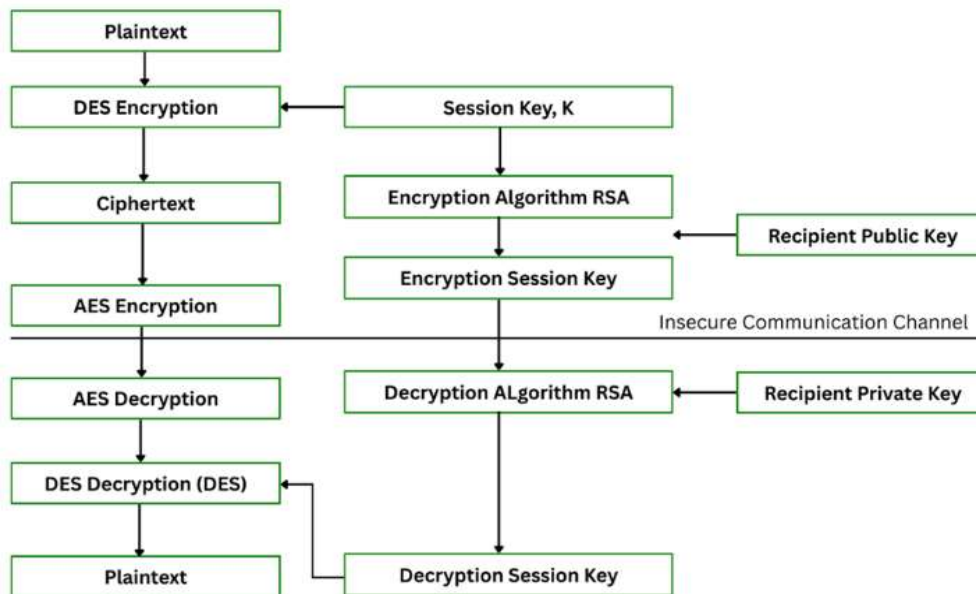 Plaintext
DES Encryption
Session Key, K
Ciphertext
Encryption Algorithm RSA
Recipient Public Key
Encryption Session Key
AES Encryption
Insecure Communication Channel
AES Decryption
Decryption ALgorithm RSA
Recipient Private Key
DES Decryption (DES)
Plaintext
Decryption Session Key